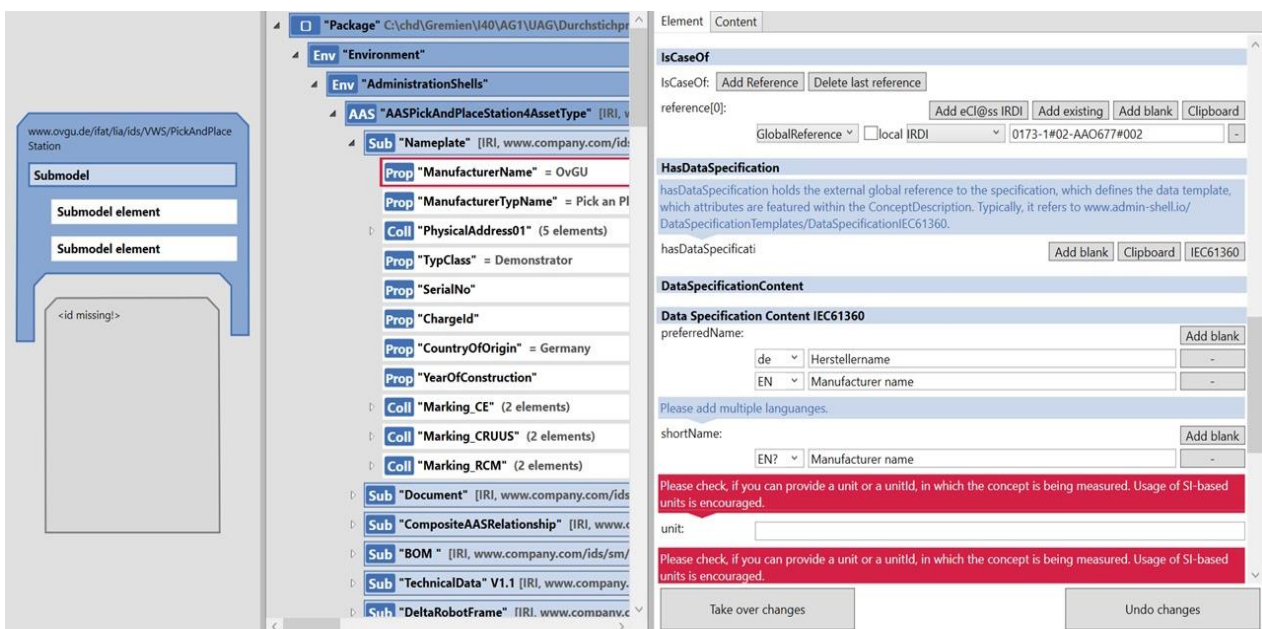 www.ovgu.de/ifat/lia/ids/VWS/PickAndPlace
Station
Submodel
Submodel element
Submodel element
<id missing!>
"Package" C:\chd\Gremien\I40\AG1\UAG\Durchstichpr
Env "Environment"
Env "AdministrationShells"
AAS "AASPickAndPlaceStation4AssetType" [IRI, w
Sub "Nameplate" [IRI, www.company.com/ids
Prop "ManufacturerName" = OvGU
Prop "ManufacturerTypName" = Pick an Pl
Coll "PhysicalAddress01" (5 elements)
Prop "TypClass" = Demonstrator
Prop "SerialNo"
Prop "ChargeId"
Prop "CountryOfOrigin" = Germany
Prop "YearOfConstruction"
Coll "Marking_CE" (2 elements)
Coll "Marking_CRUUS" (2 elements)
Coll "Marking_RCM" (2 elements)
Sub "Document" [IRI, www.company.com/ids
Sub "CompositeAASRelationship" [IRI, www.c
Sub "BOM " [IRI, www.company.com/ids/sm/
Sub "TechnicalData" V1.1 [IRI, www.company.
Sub "DeltaRobotFrame" [IRI, www.company.c
Element Content
IsCaseOf
IsCaseOf: Add Reference Delete last reference
reference[0]: Add eCl@ss IRDI Add existing Add blank Clipboard
GlobalReference local IRDI 0173-1#02-AAO677#002 -
HasDataSpecification
hasDataSpecification holds the external global reference to the specification, which defines the data template,
which attributes are featured within the ConceptDescription. Typically, it refers to www.admin-shell.io/
DataSpecificationTemplates/DataSpecificationIEC61360.
hasDataSpecificati Add blank Clipboard IEC61360
DataSpecificationContent
Data Specification Content IEC61360
preferredName: Add blank
de Herstellername -
EN Manufacturer name -
Please add multiple languanges.
shortName: Add blank
EN? Manufacturer name -
Please check, if you can provide a unit or a unitId, in which the concept is being measured. Usage of SI-based
units is encouraged.
unit:
Please check, if you can provide a unit or a unitId, in which the concept is being measured. Usage of SI-based
units is encouraged.
Take over changes Undo changes